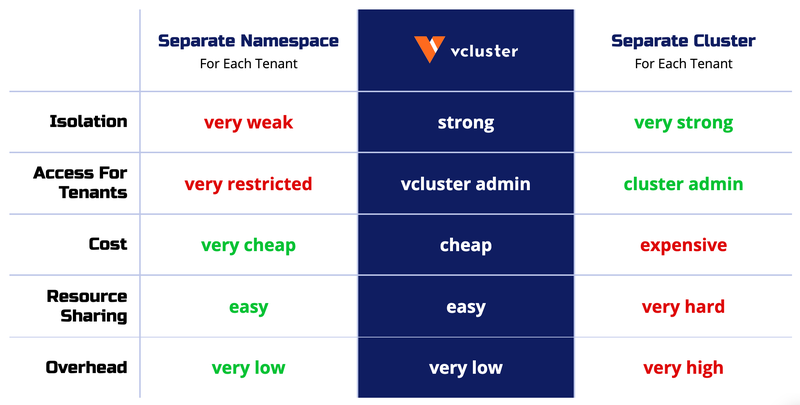 Separate Namespace
For Each Tenant
vcluster
Separate Cluster
For Each Tenant
Isolation
very weak
strong
very strong
Access For
Tenants
very restricted
vcluster admin
cluster admin
Cost
very cheap
cheap
expensive
Resource
Sharing
easy
easy
very hard
Overhead
very low
very low
very high